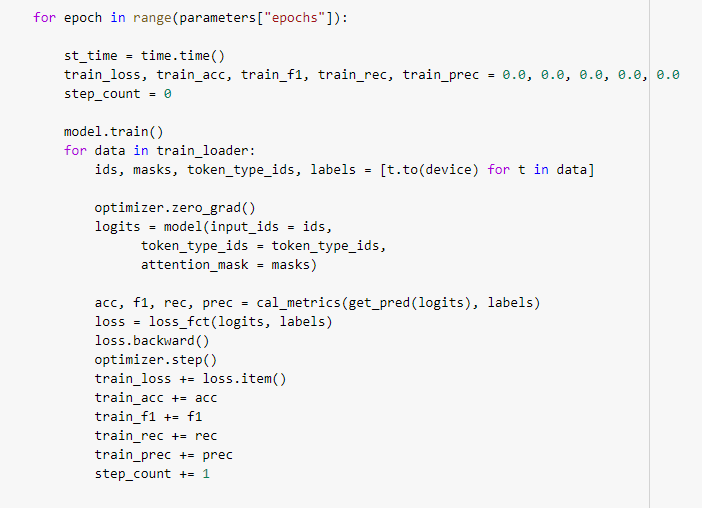 for epoch in range(parameters["epochs"]):
st_time = time.time()
train_loss, train_acc, train_f1, train_rec, train_prec = 0.0, 0.0, 0.0, 0.0, 0.0
step_count = 0
model.train()
for data in train_loader:
ids, masks, token_type_ids, labels = [t.to(device) for t in data]
optimizer.zero_grad()
logits = model(input_ids = ids,
token_type_ids = token_type_ids,
attention_mask = masks)
acc, f1, rec, prec = cal_metrics(get_pred(logits), labels)
loss = loss_fct(logits, labels)
loss.backward()
optimizer.step()
train_loss += loss.item()
train_acc += acc
train_f1 += f1
train_rec += rec
train_prec += prec
step_count += 1